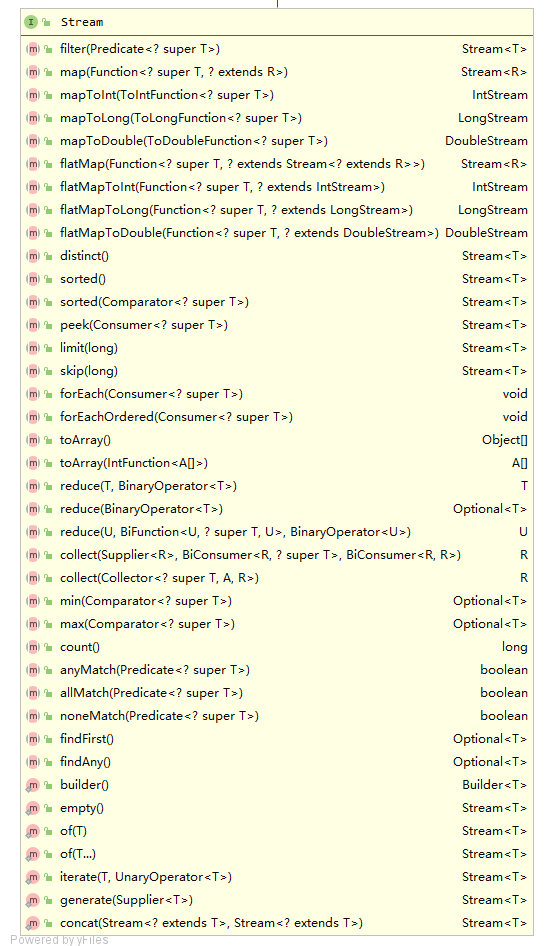 Stream
filter(Predicate<? super T>) Stream<T>
map(Function<? super T, ? extends R>) Stream<R>
mapToInt(ToIntFunction<? super T>) IntStream
mapToLong(ToLongFunction<? super T>) LongStream
mapToDouble(ToDoubleFunction<? super T>) DoubleStream
flatMap(Function<? super T, ? extends Stream<? extends R>>) Stream<R>
flatMapToInt(Function<? super T, ? extends IntStream>) IntStream
flatMapToLong(Function<? super T, ? extends LongStream>) LongStream
flatMapToDouble(Function<? super T, ? extends DoubleStream>) DoubleStream
distinct() Stream<T>
sorted() Stream<T>
sorted(Comparator<? super T>) Stream<T>
peek(Consumer<? super T>) Stream<T>
limit(long) Stream<T>
skip(long) Stream<T>
forEach(Consumer<? super T>) void
forEachOrdered(Consumer<? super T>) void
toArray() Object[]
toArray(IntFunction<A[]>) A[]
reduce(T, BinaryOperator<T>) T
reduce(BinaryOperator<T>) Optional<T>
reduce(U, BiFunction<U, ? super T, U>, BinaryOperator<U>) U
collect(Supplier<R>, BiConsumer<R, ? super T>, BiConsumer<R, R>) R
collect(Collector<? super T, A, R>) R
min(Comparator<? super T>) Optional<T>
max(Comparator<? super T>) Optional<T>
count() long
anyMatch(Predicate<? super T>) boolean
allMatch(Predicate<? super T>) boolean
noneMatch(Predicate<? super T>) boolean
findFirst() Optional<T>
findAny() Optional<T>
builder() Builder<T>
empty() Stream<T>
of(T) Stream<T>
of(T...) Stream<T>
iterate(T, UnaryOperator<T>) Stream<T>
generate(Supplier<T>) Stream<T>
concat(Stream<? extends T>, Stream<? extends T>) Stream<T>
Powered by yFiles